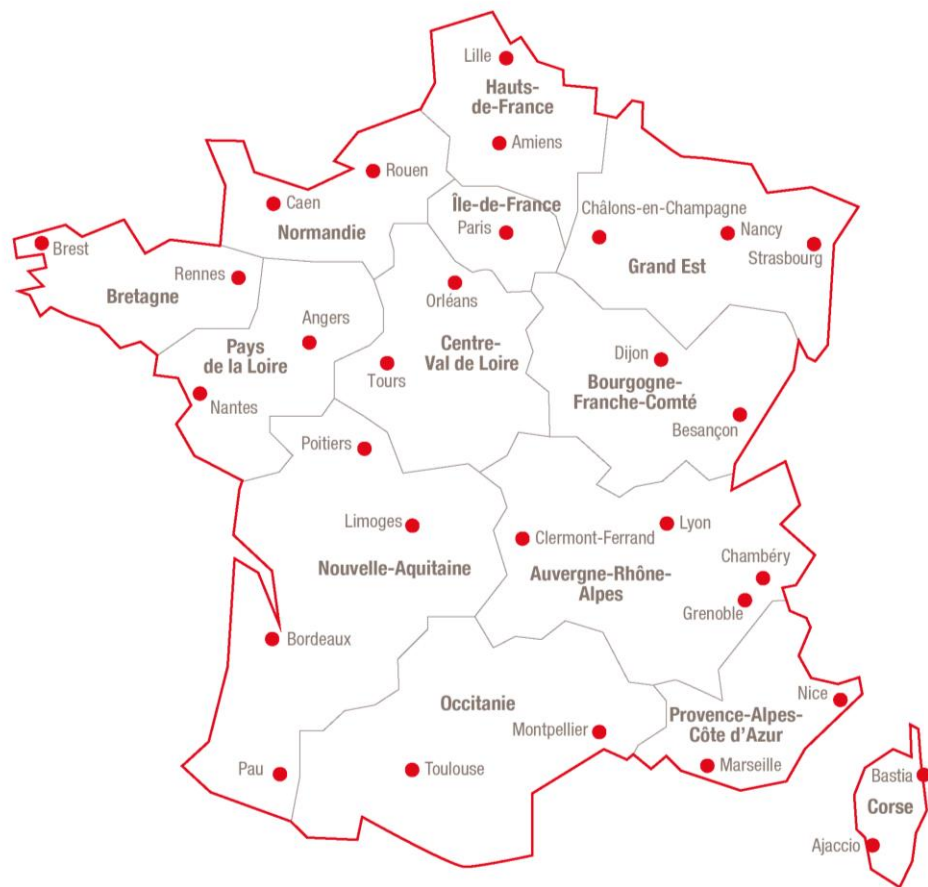 Lille
Hauts-
de-France
Amiens
Rouen
Caen
Normandie
Île-de-France
Paris
Châlons-en-Champagne
Nancy
Strasbourg
Grand Est
Brest
Rennes
Bretagne
Orléans
Angers
Pays
de la Loire
Nantes
Centre-
Val de Loire
Tours
Dijon
Bourgogne-
Franche-Comté
Besançon
Poitiers
Limoges
Nouvelle-Aquitaine
Clermont-Ferrand
Lyon
Auvergne-Rhône-
Alpes
Chambéry
Grenoble
Bordeaux
Occitanie
Montpellier
Pau
Toulouse
Nice
Provence-Alpes-
Côte d'Azur
Marseille
Bastia
Corse
Ajaccio